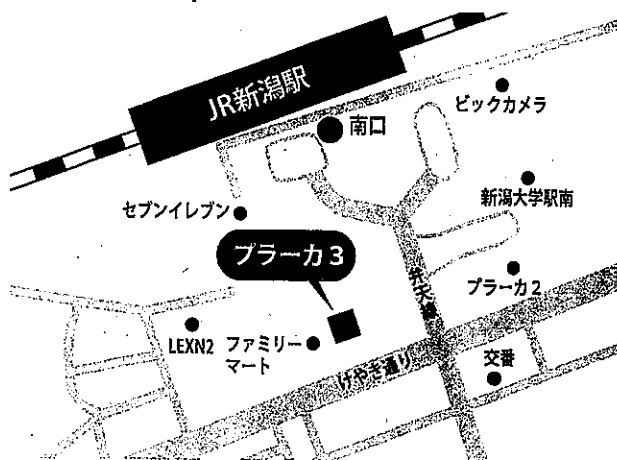 JR新潟駅
南口
ビックカメラ
新潟大学駅南
セブンイレブン
プラーカ3
弁天線
プラーカ2
LEXN2
ファミリー
マート
けやき通り
交番